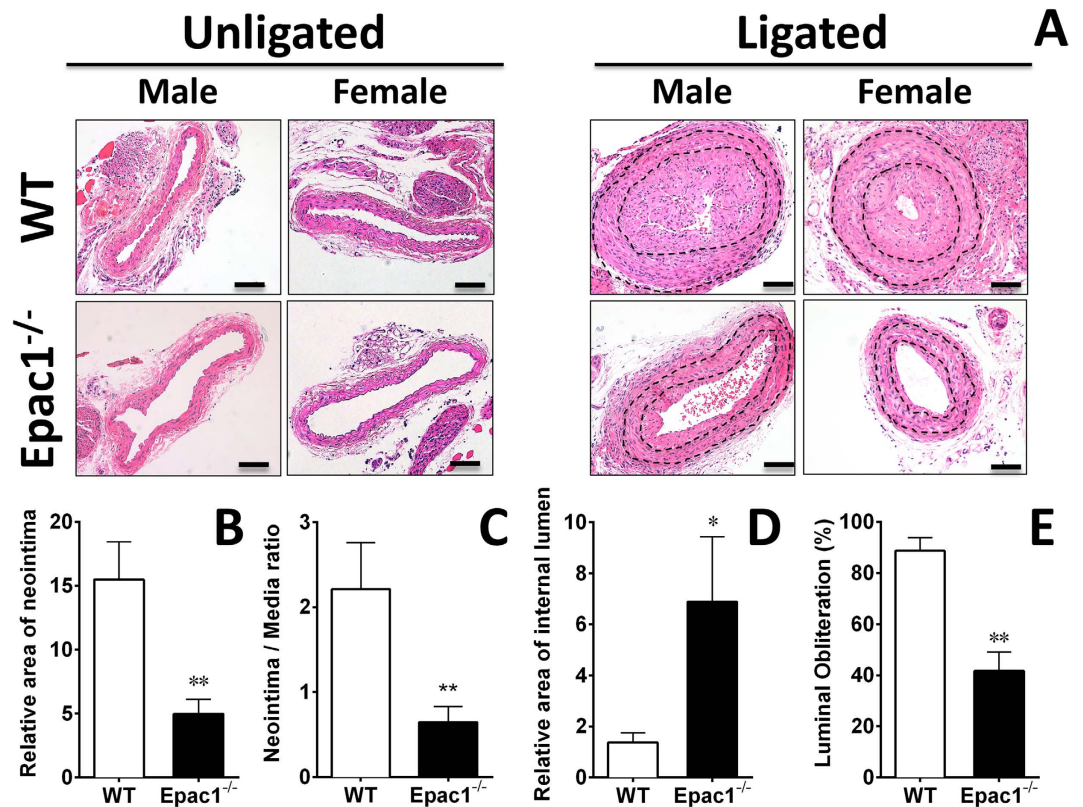 Unligated
Ligated
A
Male
Female
Male
Female
WT
Epac1⁻/⁻
B
Relative area of neointima
20
15
10
5
0
**
WT
Epac1⁻/⁻
C
Neointima / Media ratio
3
2
1
0
**
WT
Epac1⁻/⁻
D
Relative area of internal lumen
10
8
6
4
2
0
*
WT
Epac1⁻/⁻
E
Luminal Obliteration (%)
100
80
60
40
20
0
**
WT
Epac1⁻/⁻